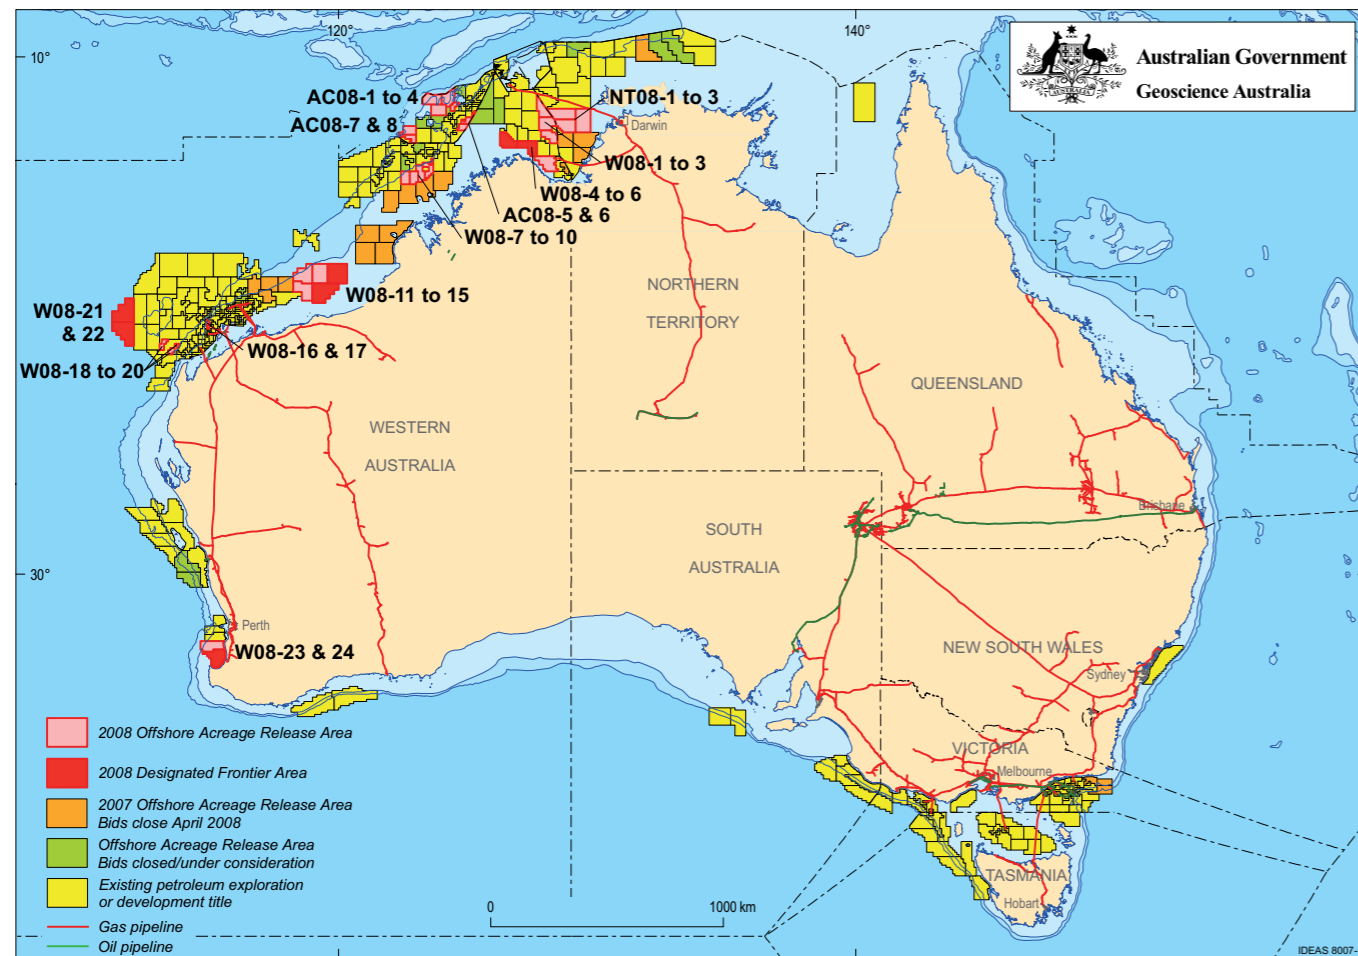 120°
140°
10°
Australian Government
Geoscience Australia
AUSTRALIA
AC08-1 to 4
NT08-1 to 3
AC08-7 & 8
Darwin
W08-1 to 3
W08-4 to 6
AC08-5 & 6
W08-7 to 10
NORTHERN
TERRITORY
W08-11 to 15
W08-21
& 22
W08-16 & 17
W08-18 to 20
QUEENSLAND
WESTERN
AUSTRALIA
Brisbane
SOUTH
AUSTRALIA
30°
Perth
W08-23 & 24
NEW SOUTH WALES
Sydney
2008 Offshore Acreage Release Area
VICTORIA
Melbourne
2008 Designated Frontier Area
2007 Offshore Acreage Release Area
Bids close April 2008
Offshore Acreage Release Area
Bids closed/under consideration
Existing petroleum exploration
or development title
TASMANIA
Hobart
0 1000 km
Gas pipeline
Oil pipeline
IDEAS 8007-